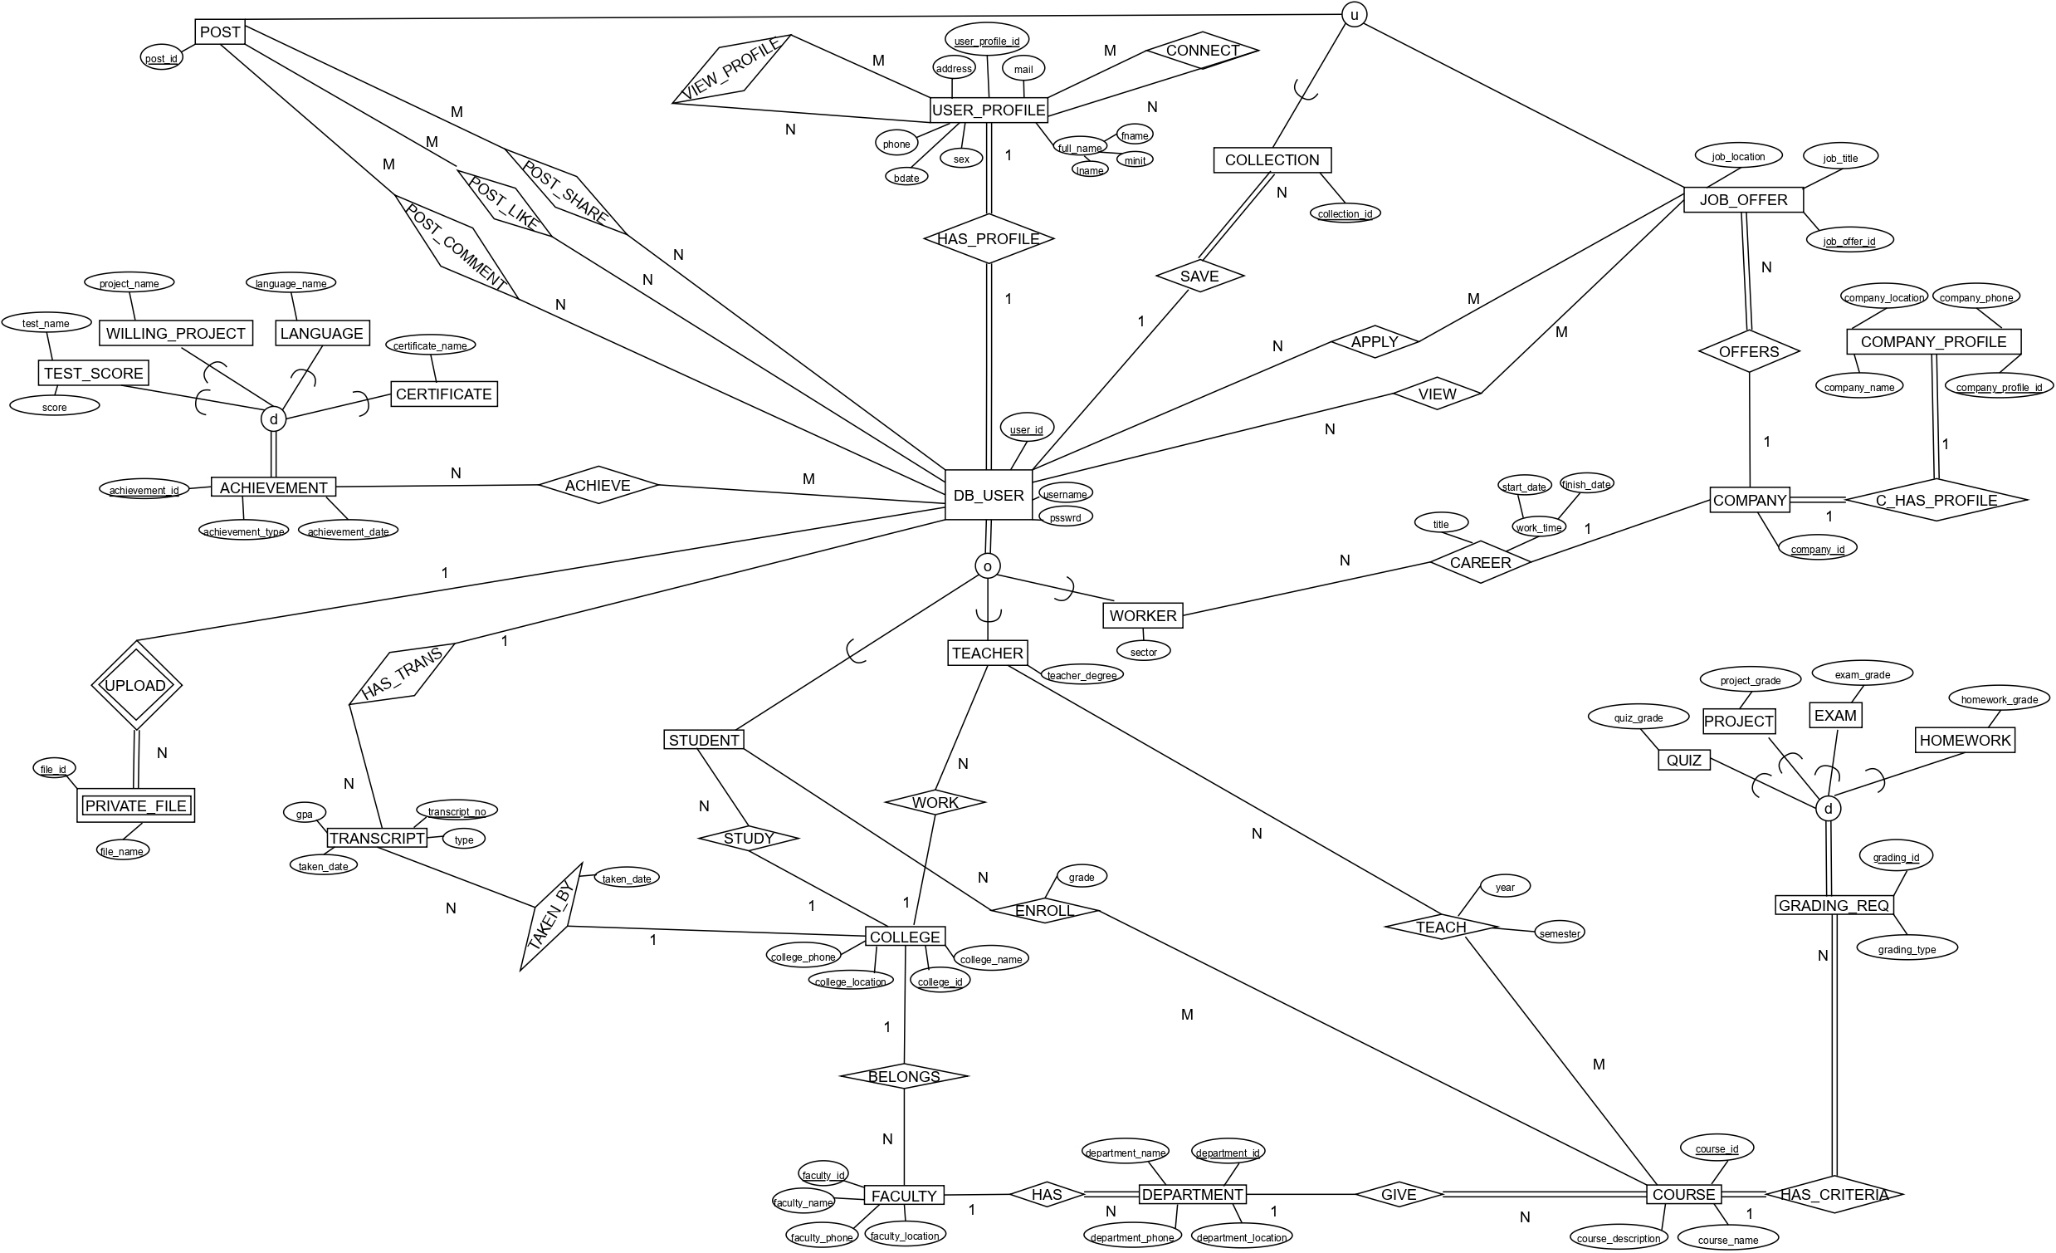 u
POST
post_id
VIEW_PROFILE
M
N
user_profile_id
address
mail
USER_PROFILE
phone
bdate
sex
full_name
fname
minit
lname
M
CONNECT
N
1
HAS_PROFILE
1
COLLECTION
N
collection_id
SAVE
1
job_location
job_title
JOB_OFFER
job_offer_id
M
POST_SHARE
N
M
POST_LIKE
N
M
POST_COMMENT
N
N
OFFERS
1
company_location
company_phone
COMPANY_PROFILE
company_name
company_profile_id
1
M
APPLY
N
M
VIEW
N
project_name
WILLING_PROJECT
language_name
LANGUAGE
test_name
TEST_SCORE
score
certificate_name
CERTIFICATE
d
achievement_id
ACHIEVEMENT
achievement_type
achievement_date
N
ACHIEVE
M
user_id
DB_USER
username
psswrd
COMPANY
company_id
1
C_HAS_PROFILE
start_date
finish_date
work_time
title
CAREER
1
N
o
WORKER
sector
TEACHER
teacher_degree
1
UPLOAD
N
file_id
PRIVATE_FILE
file_name
1
HAS_TRANS
N
gpa
transcript_no
TRANSCRIPT
type
taken_date
STUDENT
N
STUDY
1
N
WORK
1
N
TAKEN_BY
taken_date
1
COLLEGE
college_phone
college_location
college_id
college_name
N
ENROLL
grade
M
N
TEACH
year
semester
M
project_grade
PROJECT
exam_grade
EXAM
homework_grade
HOMEWORK
quiz_grade
QUIZ
d
grading_id
GRADING_REQ
grading_type
N
1
BELONGS
N
faculty_id
FACULTY
faculty_name
faculty_phone
faculty_location
1
HAS
N
department_name
department_id
DEPARTMENT
department_phone
department_location
1
GIVE
N
course_id
COURSE
course_description
course_name
1
HAS_CRITERIA